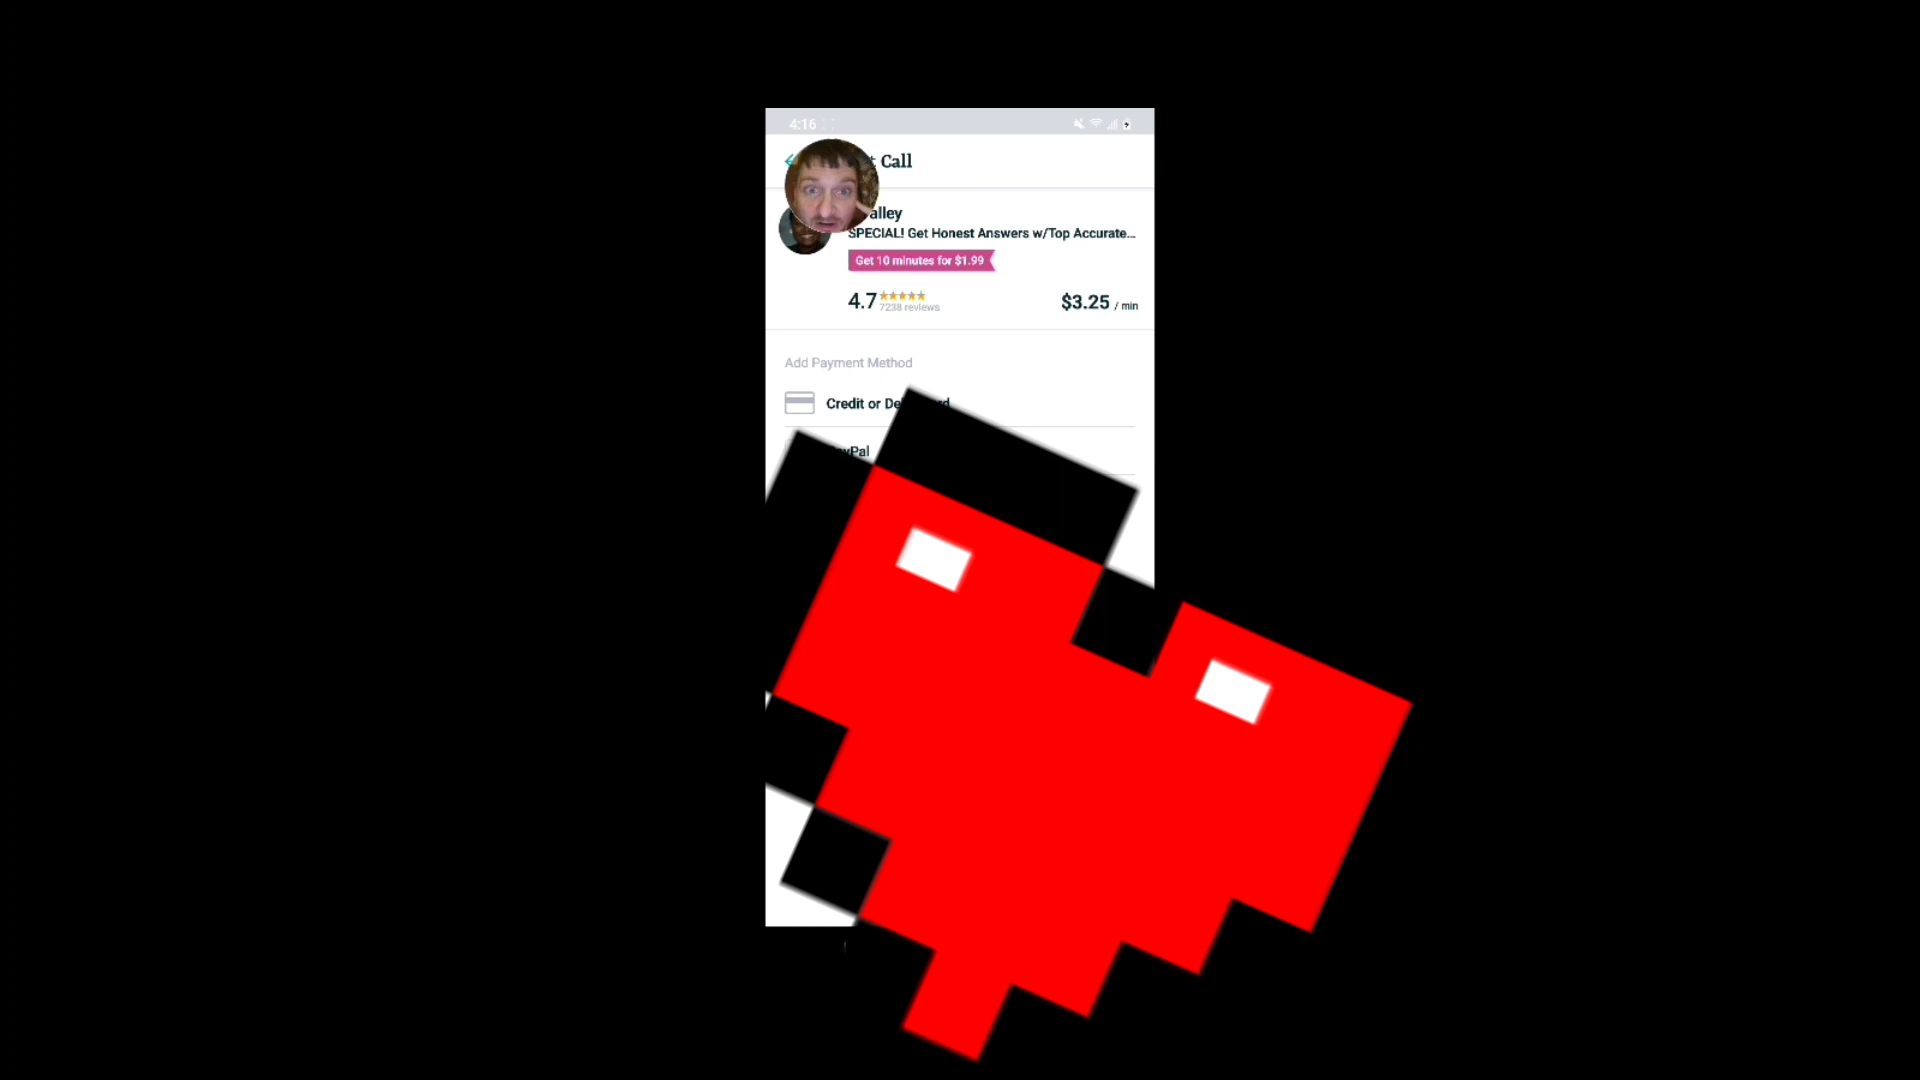 4:16
Call
alley
SPECIAL! Get Honest Answers w/Top Accurate...
Get 10 minutes for $1.99
4.7
7238 reviews
$3.25 / min
Add Payment Method
Credit or De
Pal